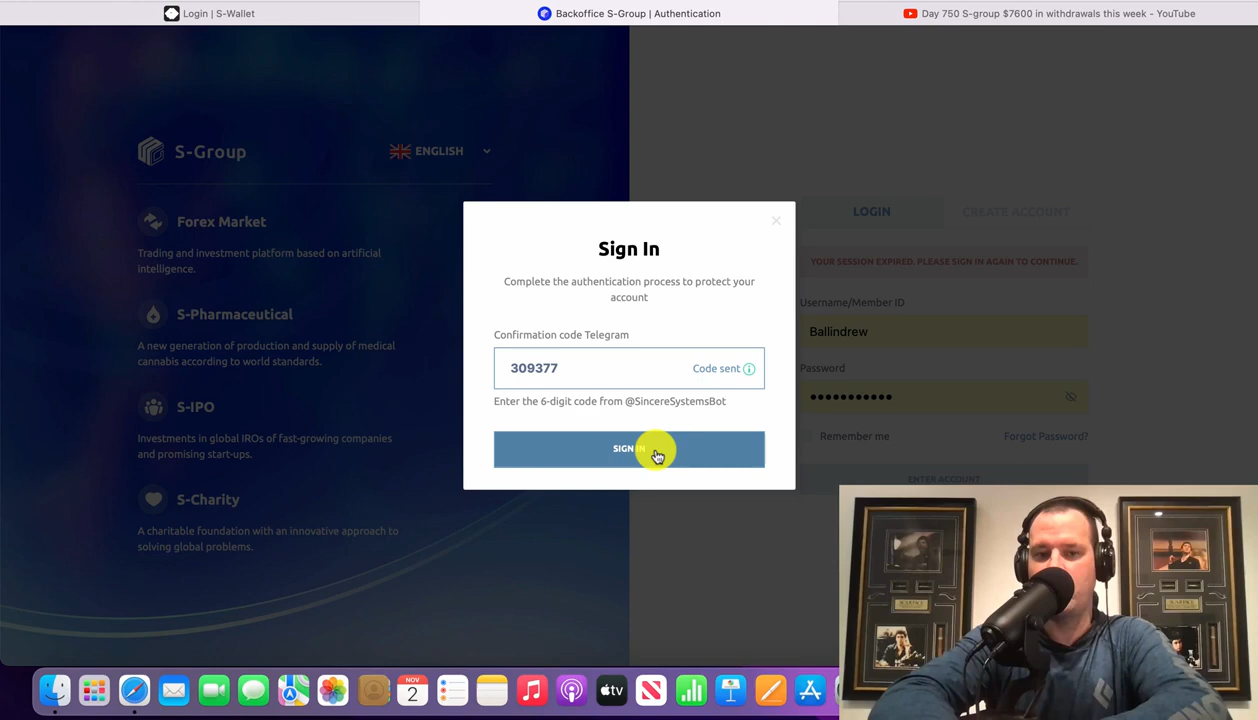 Login | S-Wallet
Backoffice S-Group | Authentication
Day 750 S-group $7600 in withdrawals this week - YouTube
S-Group
ENGLISH
Forex Market
Trading and investment platform based on artificial
intelligence.
S-Pharmaceutical
A new generation of production and supply of medical
cannabis according to world standards.
S-IPO
Investments in global IROs of fast-growing companies
and promising start-ups.
S-Charity
A charitable foundation with an innovative approach to
solving global problems.
Sign In
Complete the authentication process to protect your
account
Confirmation code Telegram
309377
Code sent
Enter the 6-digit code from @SincereSystemsBot
SIGN IN
LOGIN
CREATE ACCOUNT
YOUR SESSION EXPIRED. PLEASE SIGN IN AGAIN TO CONTINUE.
Username/Member ID
Ballindrew
Password
Remember me
Forgot Password?
ENTER ACCOUNT
NOV
2
tv